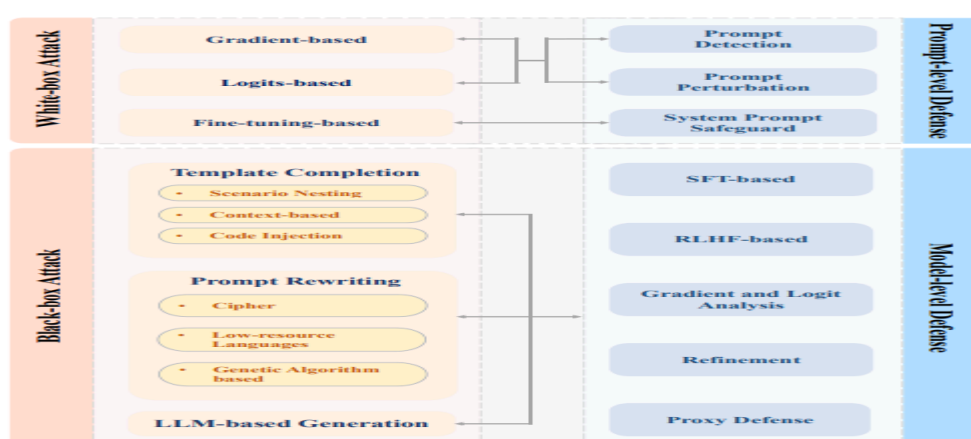 White-box Attack
Gradient-based
Logits-based
Fine-tuning-based
Prompt
Detection
Prompt
Perturbation
System Prompt
Safeguard
Prompt-level Defense
Black-box Attack
Template Completion
• Scenario Nesting
• Context-based
• Code Injection
Prompt Rewriting
• Cipher
• Low-resource
Languages
• Genetic Algorithm
based
LLM-based Generation
SFT-based
RLHF-based
Gradient and Logit
Analysis
Refinement
Proxy Defense
Model-level Defense